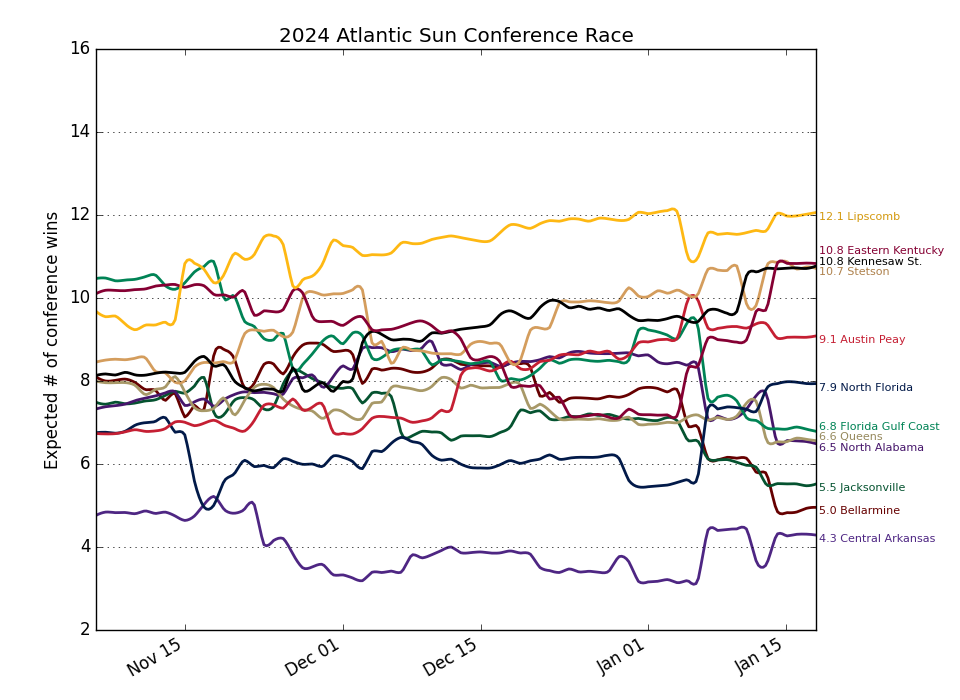 2024 Atlantic Sun Conference Race
Expected # of conference wins
16
14
12
10
8
6
4
2
12.1 Lipscomb
10.8 Eastern Kentucky
10.8 Kennesaw St.
10.7 Stetson
9.1 Austin Peay
7.9 North Florida
6.8 Florida Gulf Coast
6.6 Queens
6.5 North Alabama
5.5 Jacksonville
5.0 Bellarmine
4.3 Central Arkansas
Nov 15
Dec 01
Dec 15
Jan 01
Jan 15